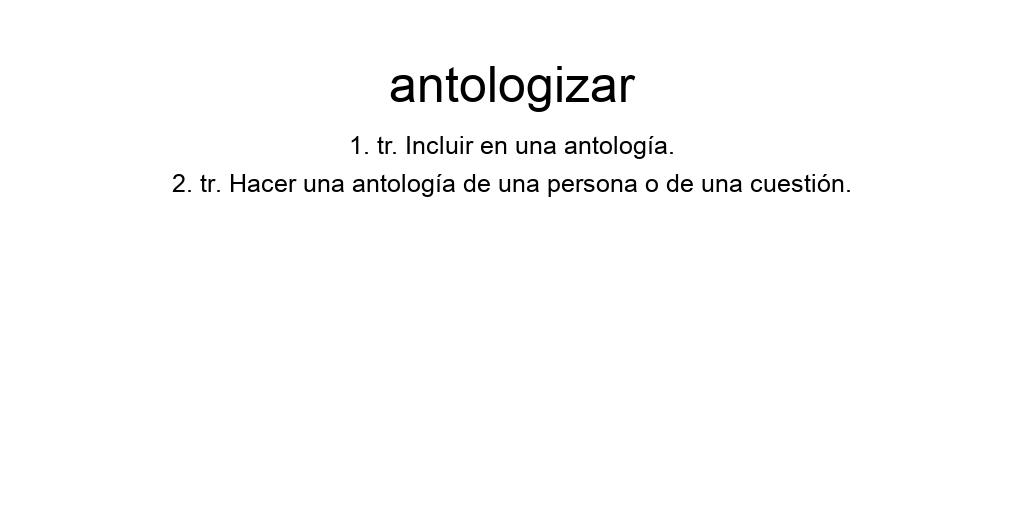 antologizar
1. tr. Incluir en una antología.
2. tr. Hacer una antología de una persona o de una cuestión.